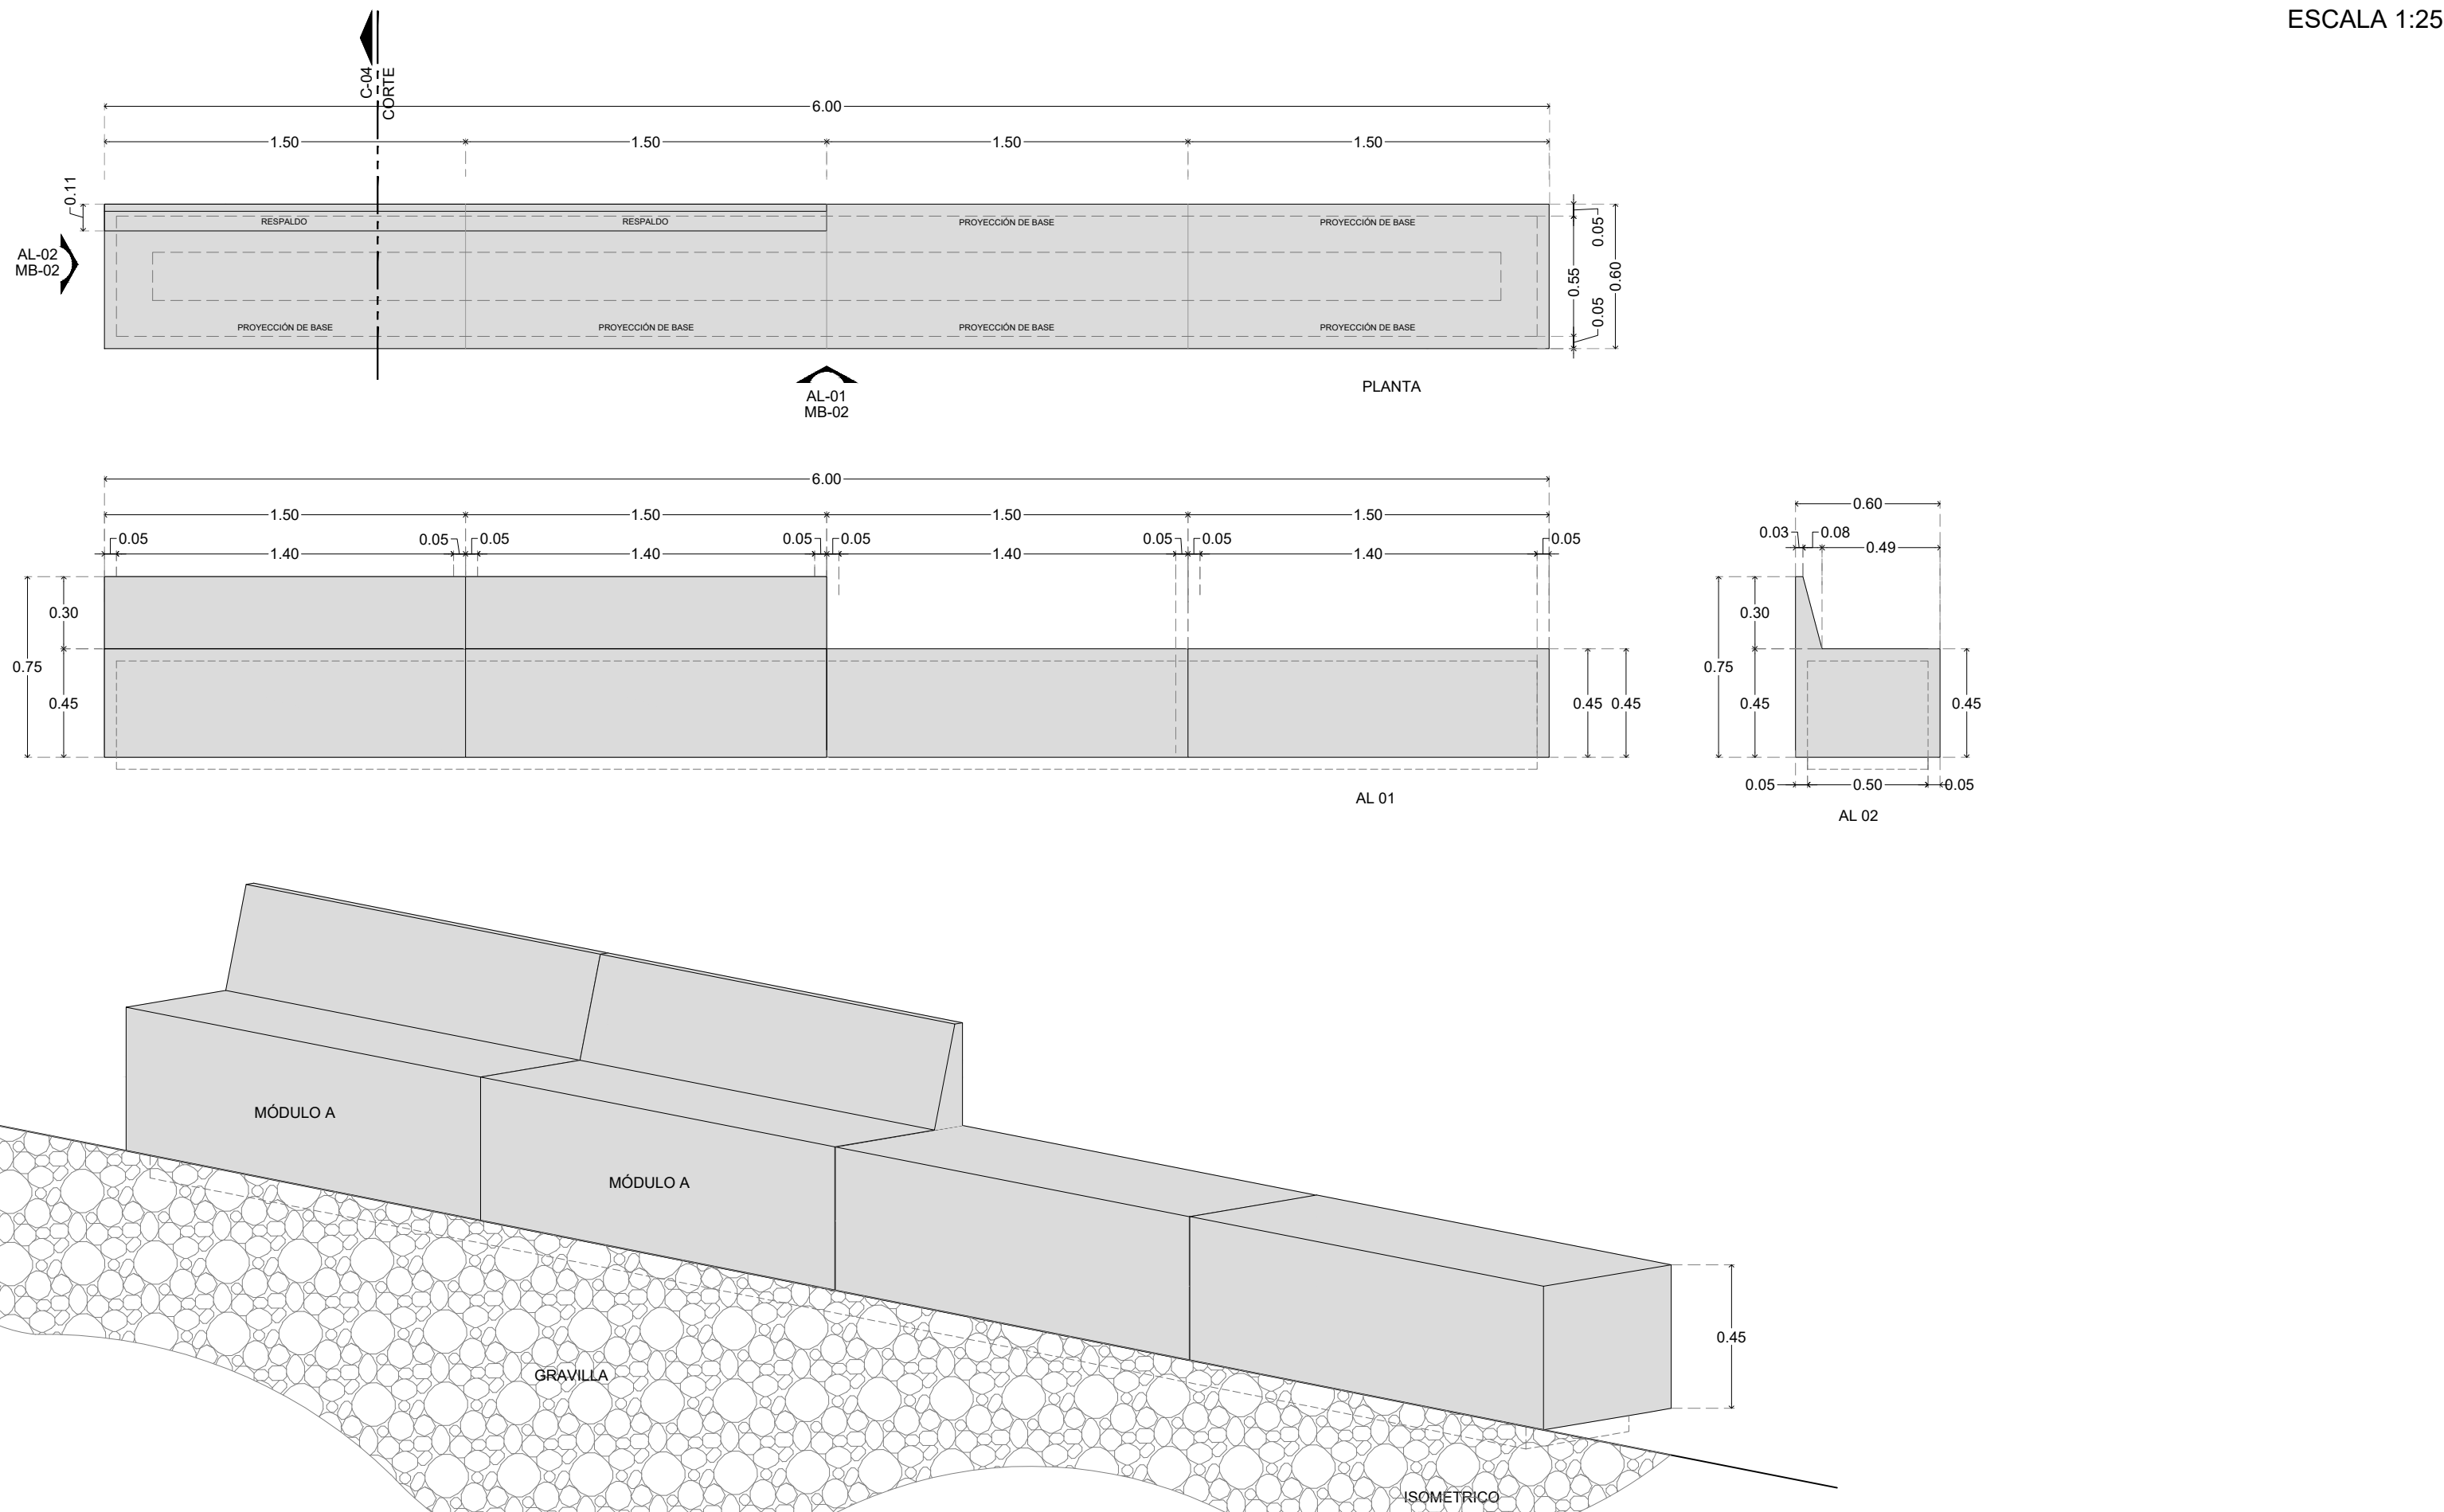 ESCALA 1:25
C-04
CORTE
6.00
1.50 1.50 1.50 1.50
0.11
RESPALDO RESPALDO PROYECCIÓN DE BASE PROYECCIÓN DE BASE
0.05
AL-02
MB-02
0.55
0.60
0.05
PROYECCIÓN DE BASE PROYECCIÓN DE BASE PROYECCIÓN DE BASE PROYECCIÓN DE BASE
PLANTA
AL-01
MB-02
6.00
1.50 1.50 1.50 1.50
0.05 0.05 0.05 0.05 0.05 0.05 0.05 0.05
1.40 1.40 1.40 1.40
0.30
0.75
0.45
0.45 0.45
AL 01
0.60
0.03 0.08
0.49
0.30
0.75
0.45
0.45
0.05 0.50 0.05
AL 02
MÓDULO A
MÓDULO A
0.45
GRAVILLA
ISOMETRICO